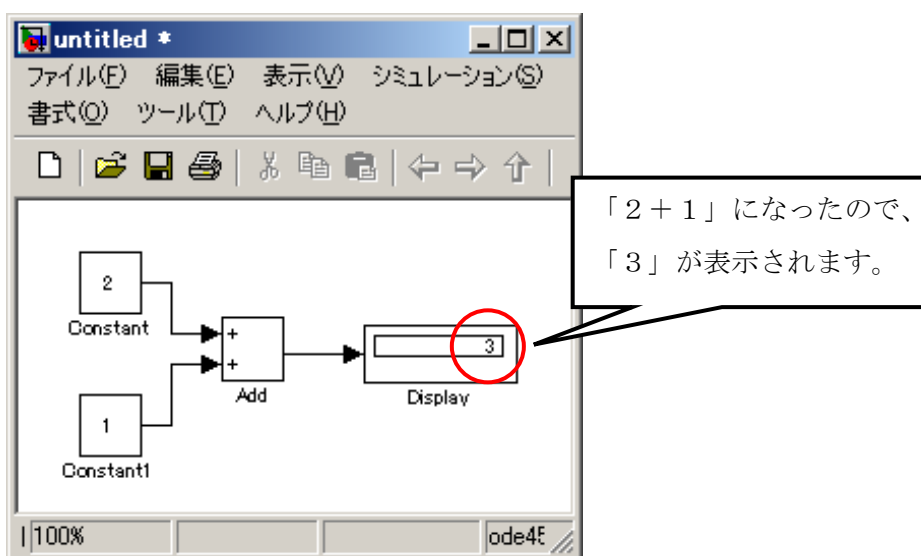 untitled *
ファイル(F) 編集(E) 表示(V) シミュレーション(S)
書式(O) ツール(T) ヘルプ(H)
「２＋１」になったので、
「３」が表示されます。
2
Constant
+
+
Add
3
Display
1
Constant1
100%
ode45